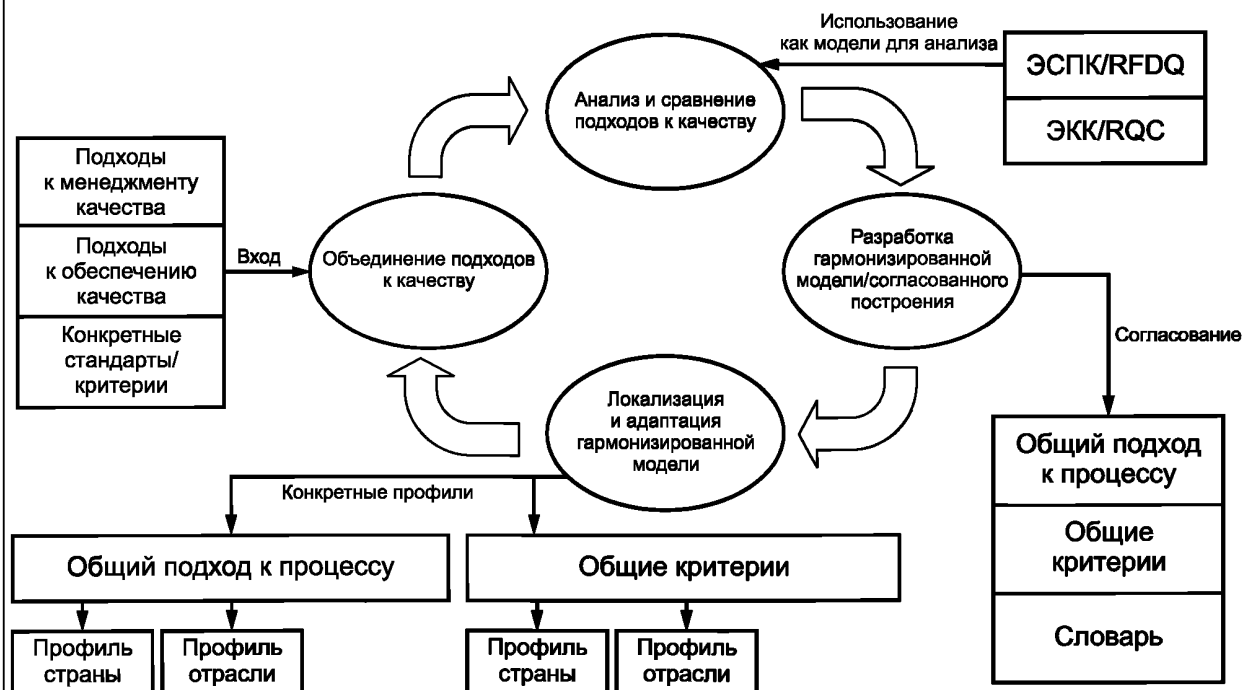 Использование
как модели для анализа
ЭСПК/RFDQ
ЭКК/RQC
Анализ и сравнение
подходов к качеству
Подходы
к менеджменту
качества
Подходы
к обеспечению
качества
Конкретные
стандарты/
критерии
Вход
Объединение подходов
к качеству
Разработка
гармонизированной
модели/согласованного
построения
Согласование
Локализация
и адаптация
гармонизированной
модели
Конкретные профили
Общий подход
к процессу
Общие
критерии
Словарь
Общий подход к процессу
Общие критерии
Профиль
страны
Профиль
отрасли
Профиль
страны
Профиль
отрасли